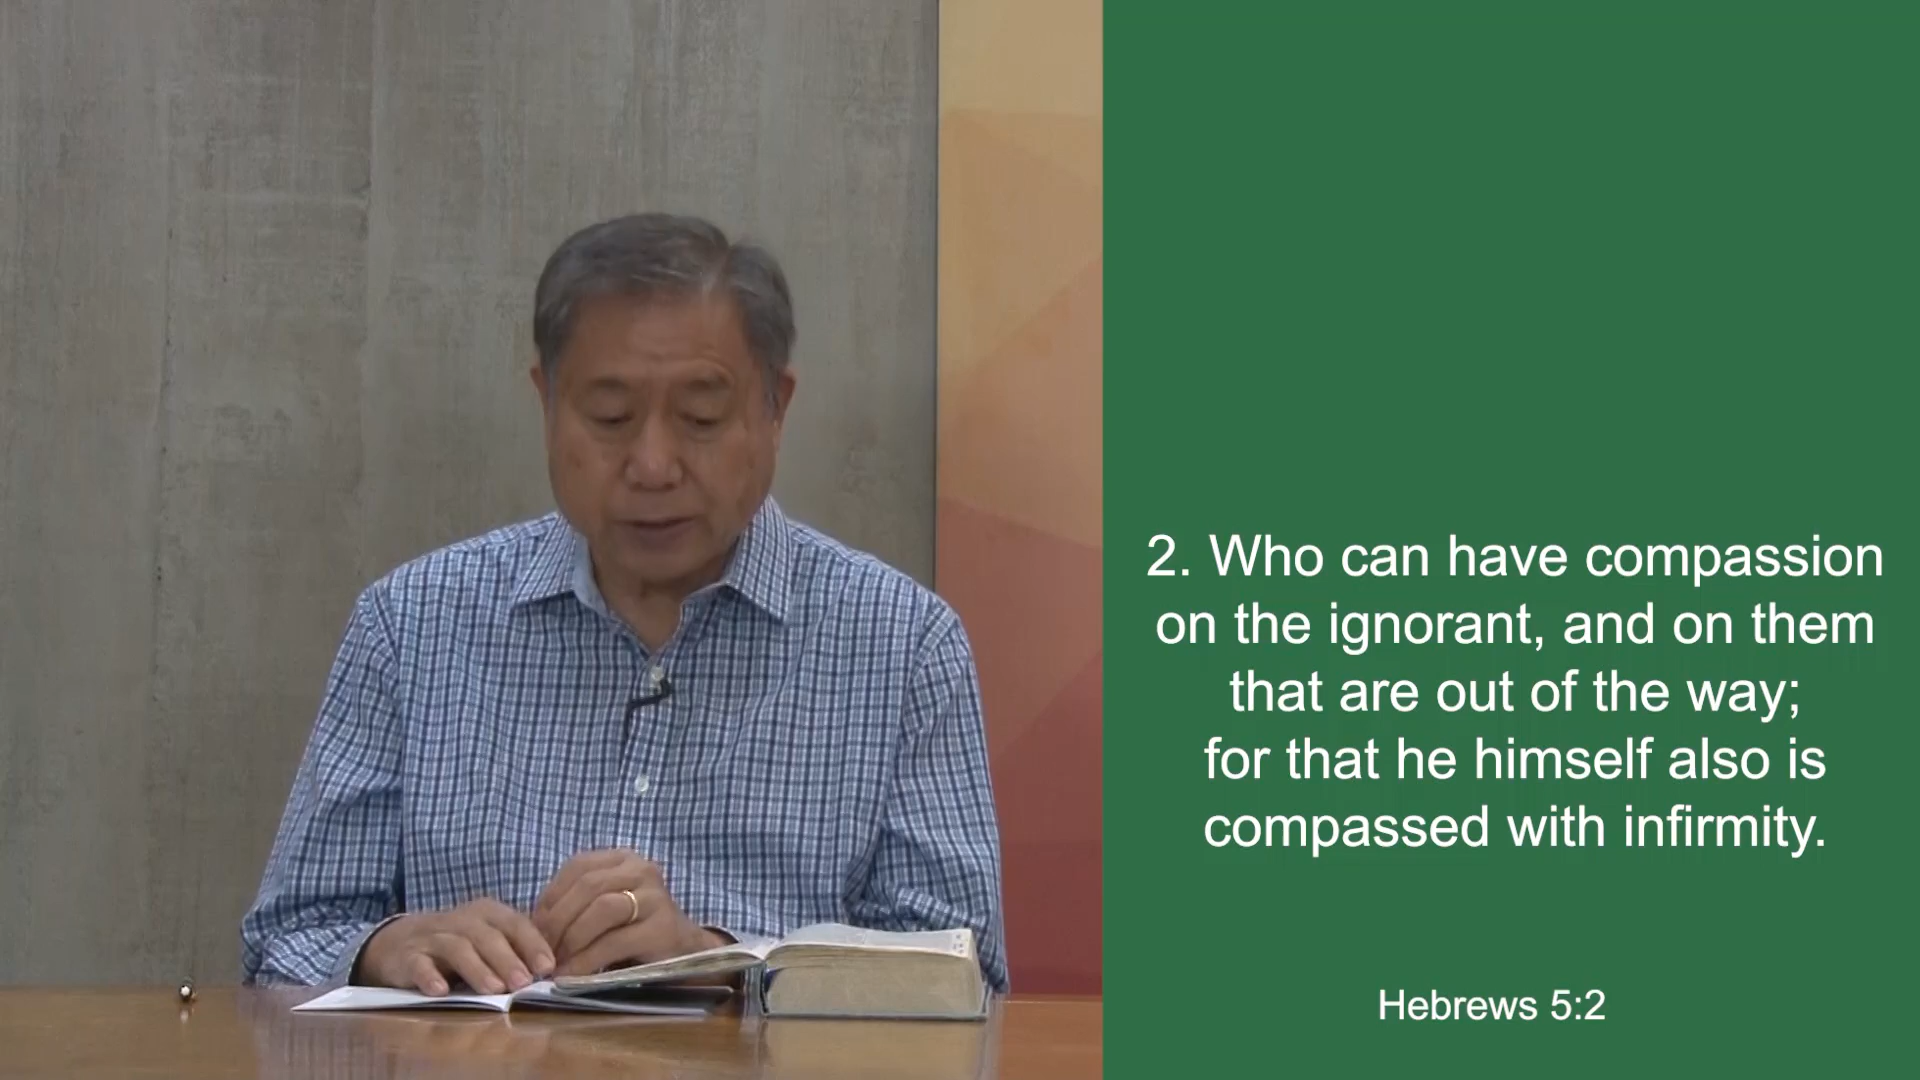 2. Who can have compassion
on the ignorant, and on them
that are out of the way;
for that he himself also is
compassed with infirmity.
Hebrews 5:2